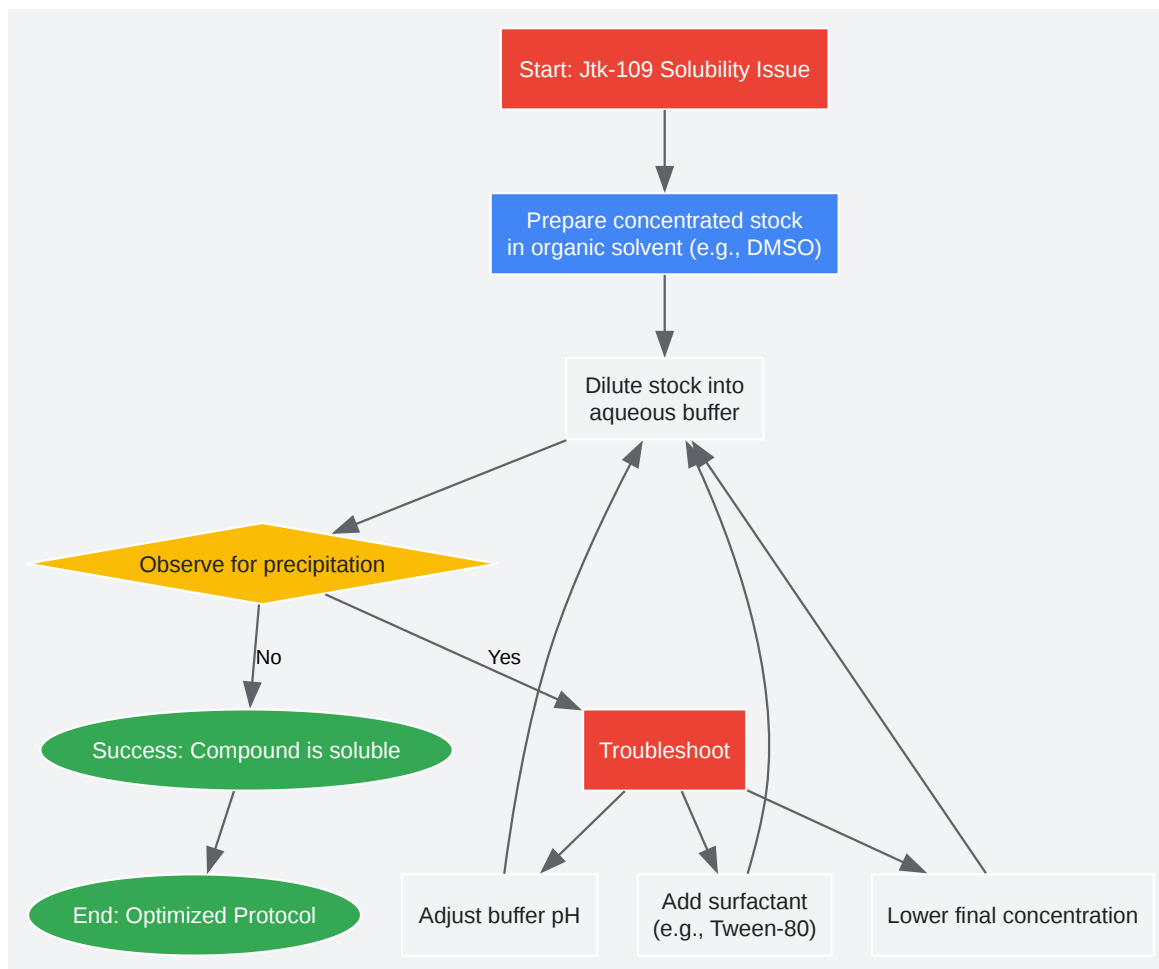 Start: Jtk-109 Solubility Issue
Prepare concentrated stock
in organic solvent (e.g., DMSO)
Dilute stock into
aqueous buffer
Observe for precipitation
No
Yes
Success: Compound is soluble
Troubleshoot
End: Optimized Protocol
Adjust buffer pH
Add surfactant
(e.g., Tween-80)
Lower final concentration